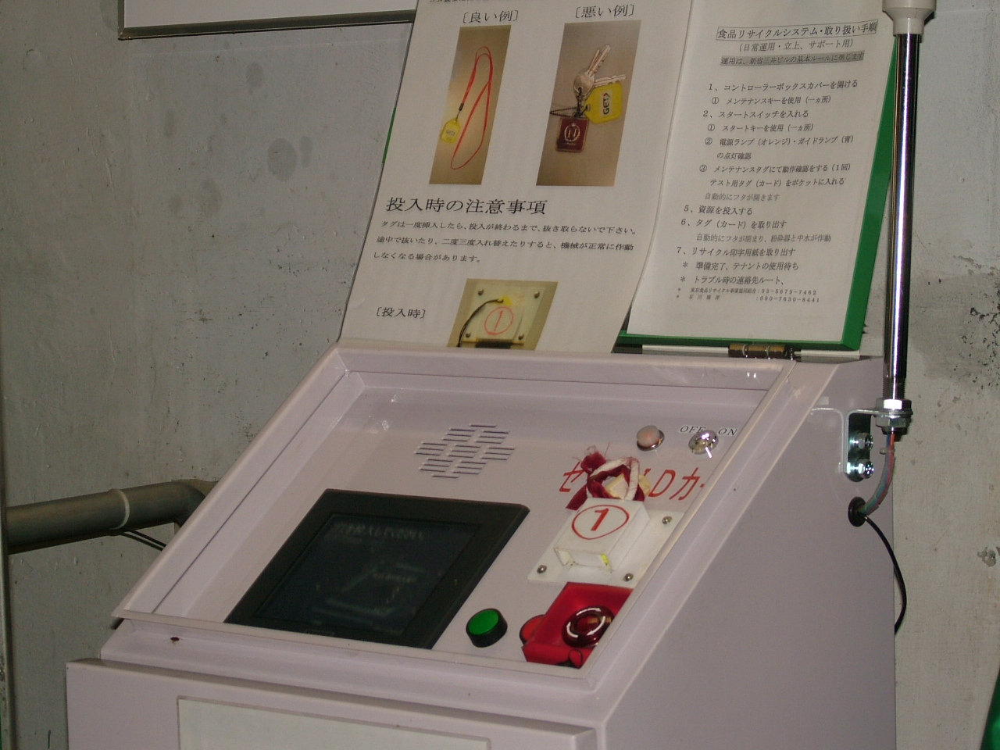 [良い例]
[悪い例]
GET'S
投入時の注意事項
タグは一度挿入したら、投入が終わるまで、抜き取らないで下さい。
途中で抜いたり、二度三度入れ替えたりすると、機械が正常に動作
しなくなる場合があります。
[投入時]
①
食品リサイクルシステム・取り扱い手順
(日常運用・立上、サポート用)
運用は、新宿三井ビルの基本ルールに準じます
1、コントローラーボックスカバーを開ける
① メンテナンスキーを使用（一ヵ所）
2、スタートスイッチを入れる
① スタートキーを使用（一ヵ所）
② 電源ランプ（オレンジ）・ガイドランプ（青）
の点灯確認
③ メンテナンスタグにて動作確認をする（1回）
テスト用タグ（カード）をポケットに入れる
自動的にフタが開きます
5、資源を投入する
6、タグ（カード）を取り出す
自動的にフタが閉まり、粉砕器と中水が作動
7、リサイクル印字用紙を取り出す
＊ 準備完了、テナントの使用待ち
＊ トラブル時の連絡先ルート、
＊ 東京食品リサイクル事業協同組合：03-5679-7462
：090-7630-8441
OFF ON
Dカ
①